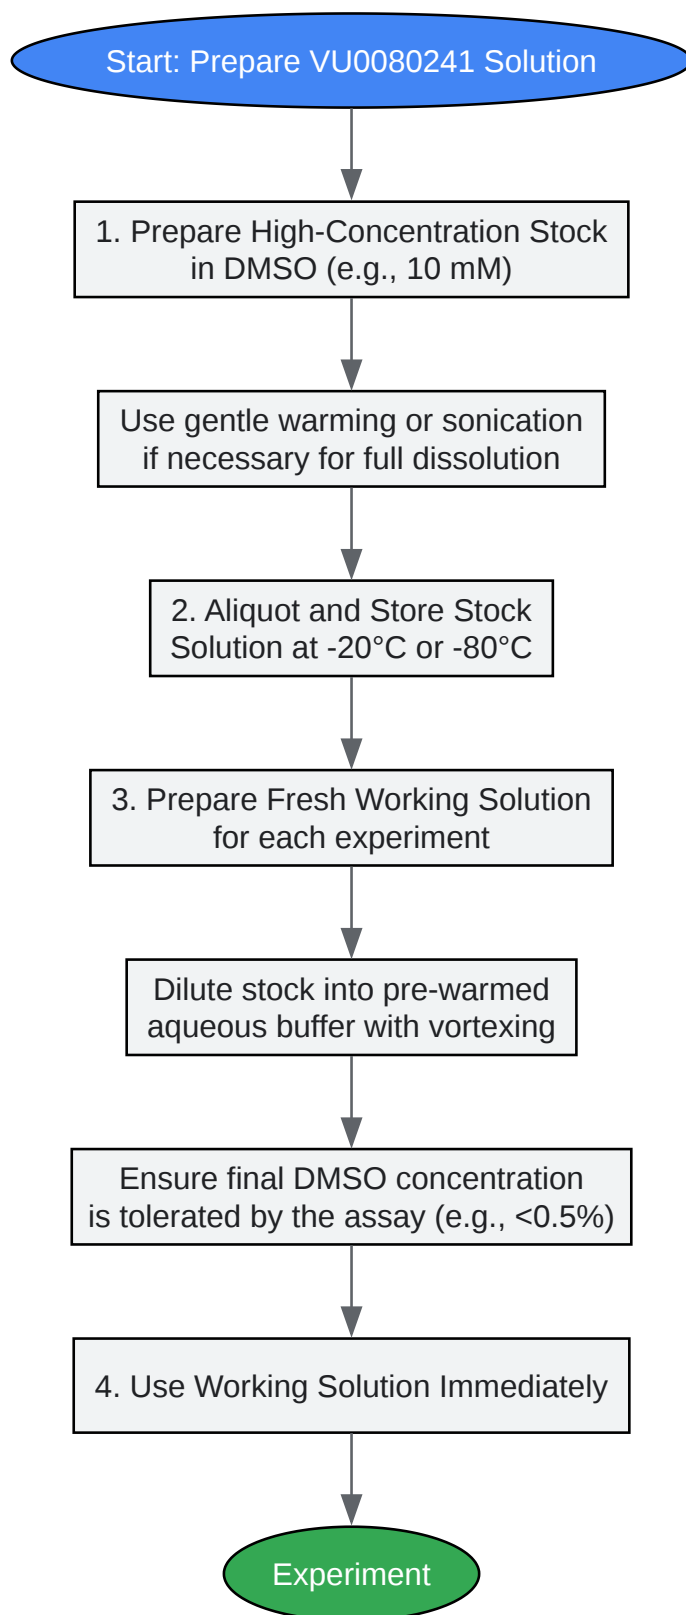 Start: Prepare VU0080241 Solution
1. Prepare High-Concentration Stock
in DMSO (e.g., 10 mM)
Use gentle warming or sonication
if necessary for full dissolution
2. Aliquot and Store Stock
Solution at -20°C or -80°C
3. Prepare Fresh Working Solution
for each experiment
Dilute stock into pre-warmed
aqueous buffer with vortexing
Ensure final DMSO concentration
is tolerated by the assay (e.g., <0.5%)
4. Use Working Solution Immediately
Experiment